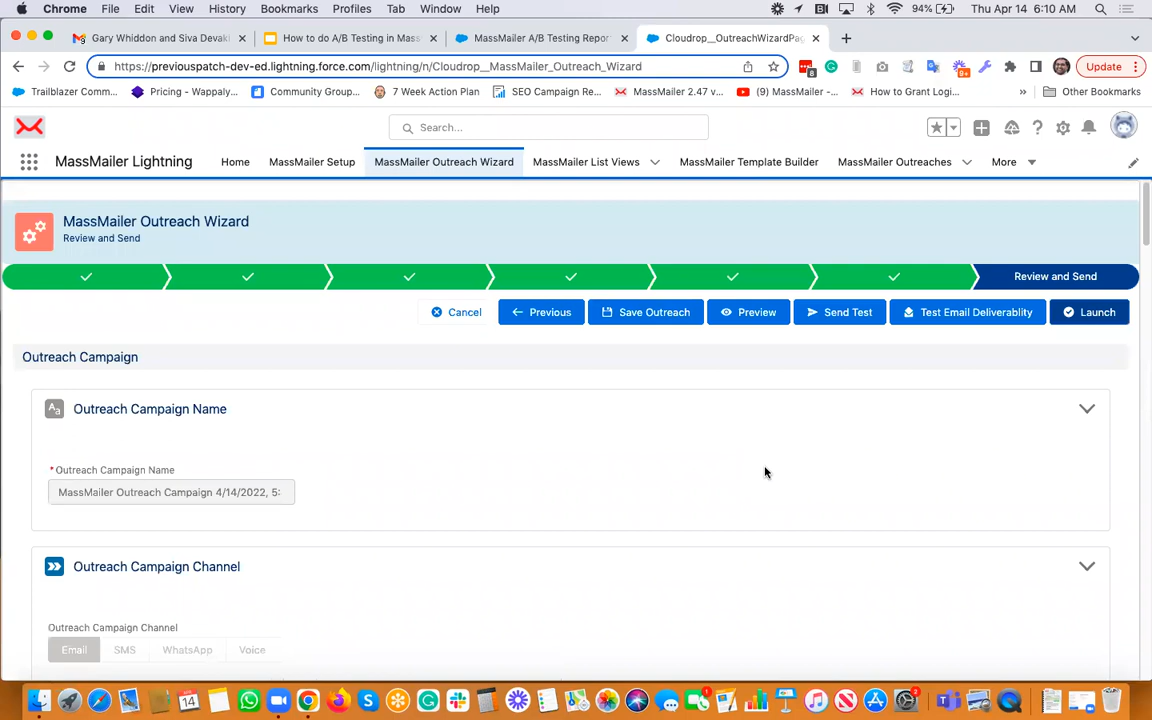 Chrome File Edit View History Bookmarks Profiles Tab Window Help 94% Thu Apr 14 6:10 AM
Gary Whiddon and Siva Devaki
How to do A/B Testing in Mass
MassMailer A/B Testing Repor
Cloudrop__OutreachWizardPa
https://previouspatch-dev-ed.lightning.force.com/lightning/n/Cloudrop__MassMailer_Outreach_Wizard
8
9+
Update
Trailblazer Comm... Pricing - Wappaly... Community Group... 7 Week Action Plan SEO Campaign Re... MassMailer 2.47 v... (9) MassMailer -... How to Grant Logi... » Other Bookmarks
Search...
MassMailer Lightning Home MassMailer Setup MassMailer Outreach Wizard MassMailer List Views MassMailer Template Builder MassMailer Outreaches More
MassMailer Outreach Wizard
Review and Send
Review and Send
Cancel Previous Save Outreach Preview Send Test Test Email Deliverablity Launch
Outreach Campaign
Aa Outreach Campaign Name
* Outreach Campaign Name
MassMailer Outreach Campaign 4/14/2022, 5:
Outreach Campaign Channel
Outreach Campaign Channel
Email SMS WhatsApp Voice